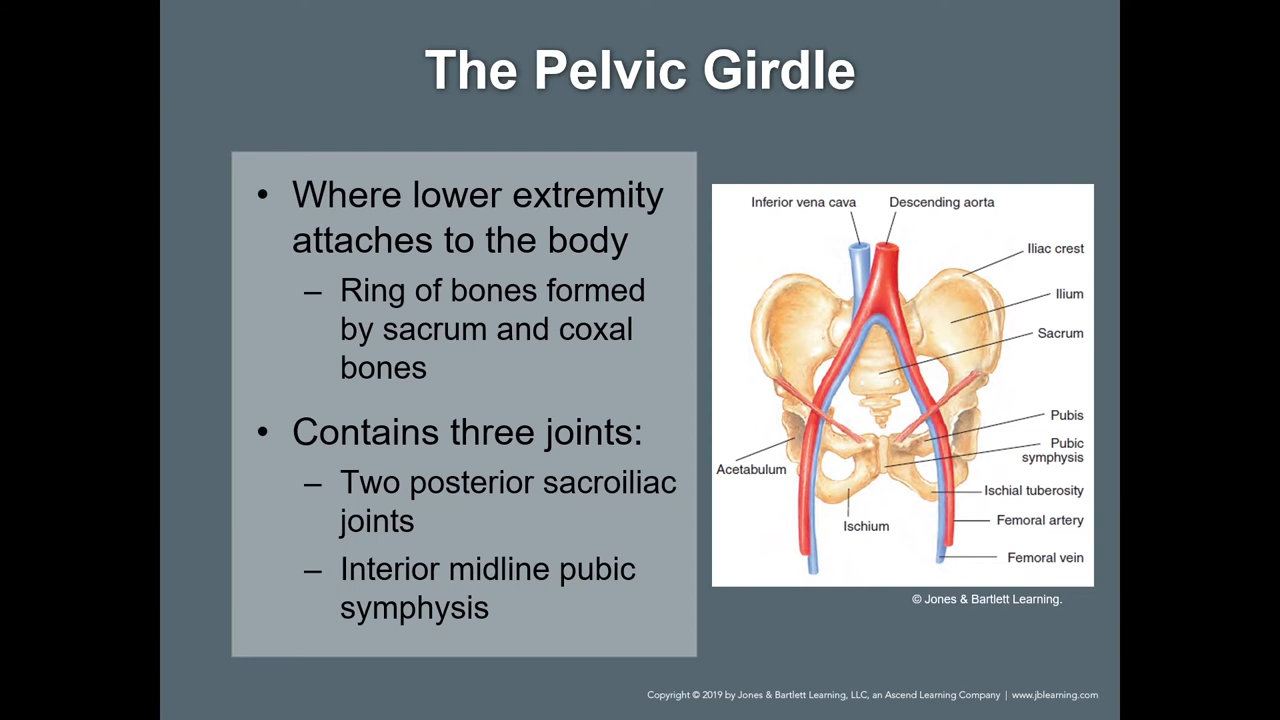 The Pelvic Girdle
• Where lower extremity
attaches to the body
– Ring of bones formed
by sacrum and coxal
bones
• Contains three joints:
– Two posterior sacroiliac
joints
– Interior midline pubic
symphysis
Inferior vena cava
Descending aorta
Iliac crest
Ilium
Sacrum
Pubis
Pubic
symphysis
Acetabulum
Ischial tuberosity
Ischium
Femoral artery
Femoral vein
© Jones & Bartlett Learning.
Copyright © 2019 by Jones & Bartlett Learning, LLC, an Ascend Learning Company | www.jblearning.com